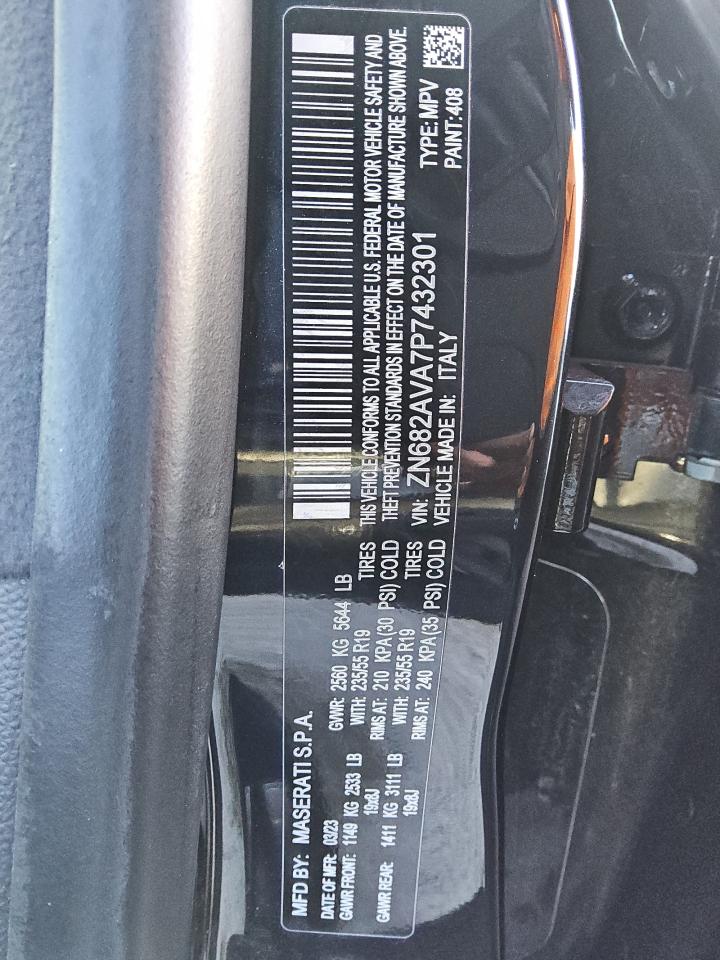 MFD BY: MASERATI S.P.A.
DATE OF MFR: 03/23 GVWR: 2560 KG 5644 LB
GAWR FRONT: 1149 KG 2533 LB WITH: 235/55 R19 TIRES
19x8J RIMS AT: 210 KPA (30 PSI) COLD
GAWR REAR: 1411 KG 3111 LB WITH: 235/55 R19 TIRES
19x8J RIMS AT: 240 KPA (35 PSI) COLD
THIS VEHICLE CONFORMS TO ALL APPLICABLE U.S. FEDERAL MOTOR VEHICLE SAFETY AND
THEFT PREVENTION STANDARDS IN EFFECT ON THE DATE OF MANUFACTURE SHOWN ABOVE.
VIN: ZN682AVA7P7432301 TYPE: MPV
VEHICLE MADE IN: ITALY PAINT: 408